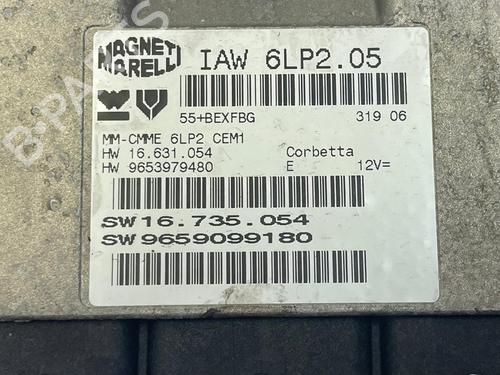 MAGNETI MARELLI
IAW 6LP2.05
55+BEXFBG 319 06
MM-CMME 6LP2 CEM1
HW 16.631.054 Corbetta
HW 9653979480 E 12V=
SW16.735.054
SW9659099180